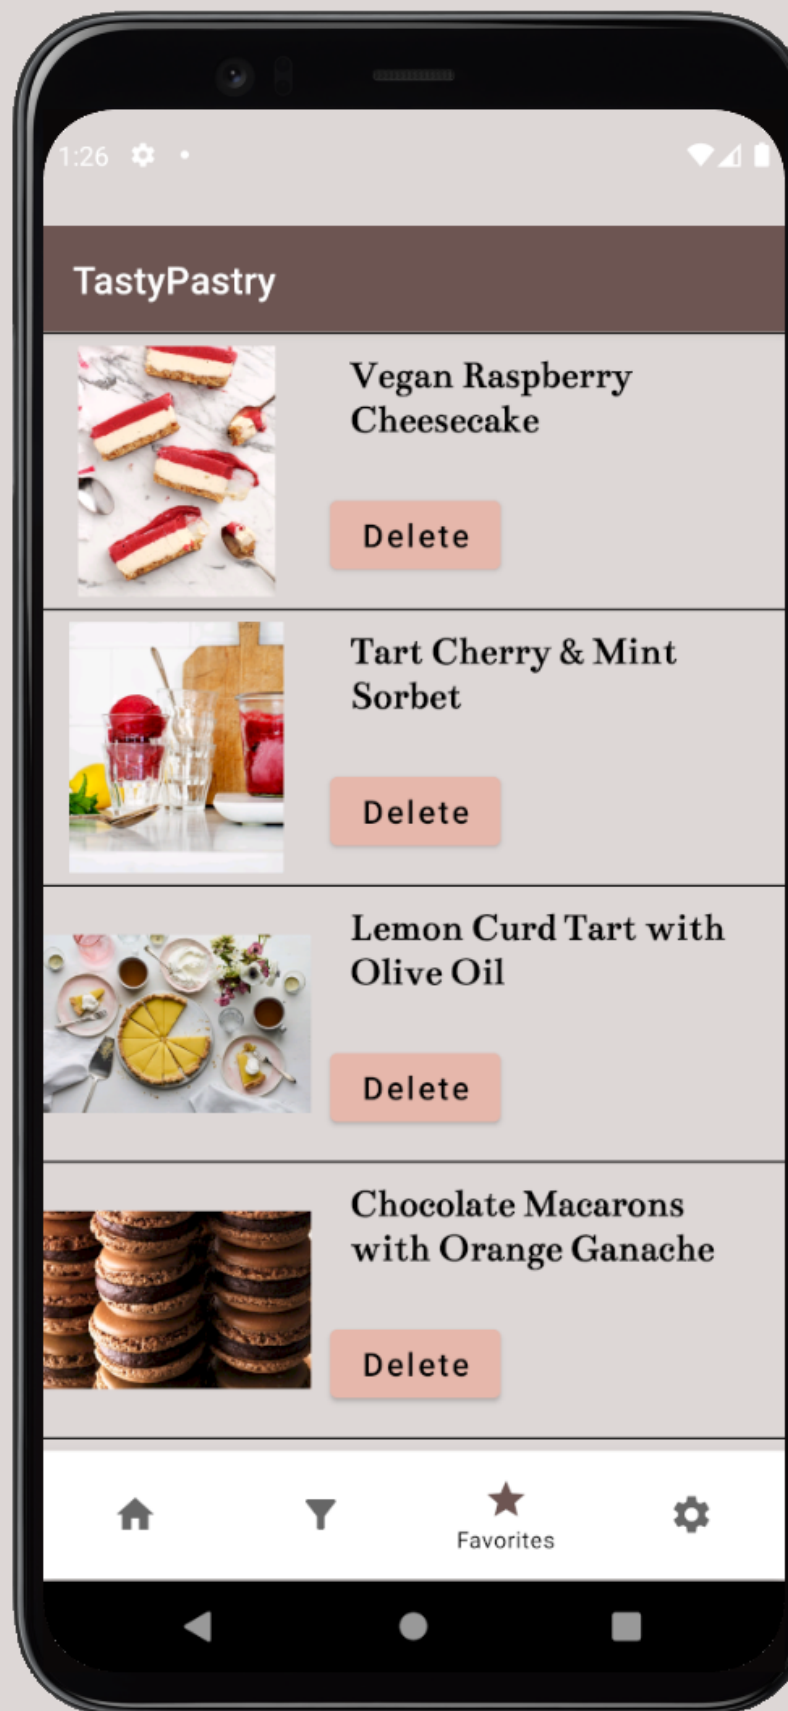 1:26
TastyPastry
Vegan Raspberry
Cheesecake
Delete
Tart Cherry & Mint
Sorbet
Delete
Lemon Curd Tart with
Olive Oil
Delete
Chocolate Macarons
with Orange Ganache
Delete
Favorites